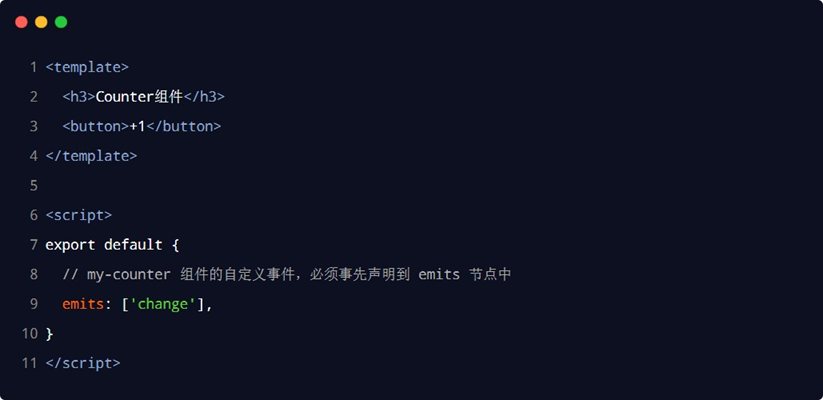 1 <template>
2   <h3>Counter组件</h3>
3   <button>+1</button>
4 </template>
5
6 <script>
7 export default {
8   // my-counter 组件的自定义事件，必须事先声明到 emits 节点中
9   emits: ['change'],
10 }
11 </script>